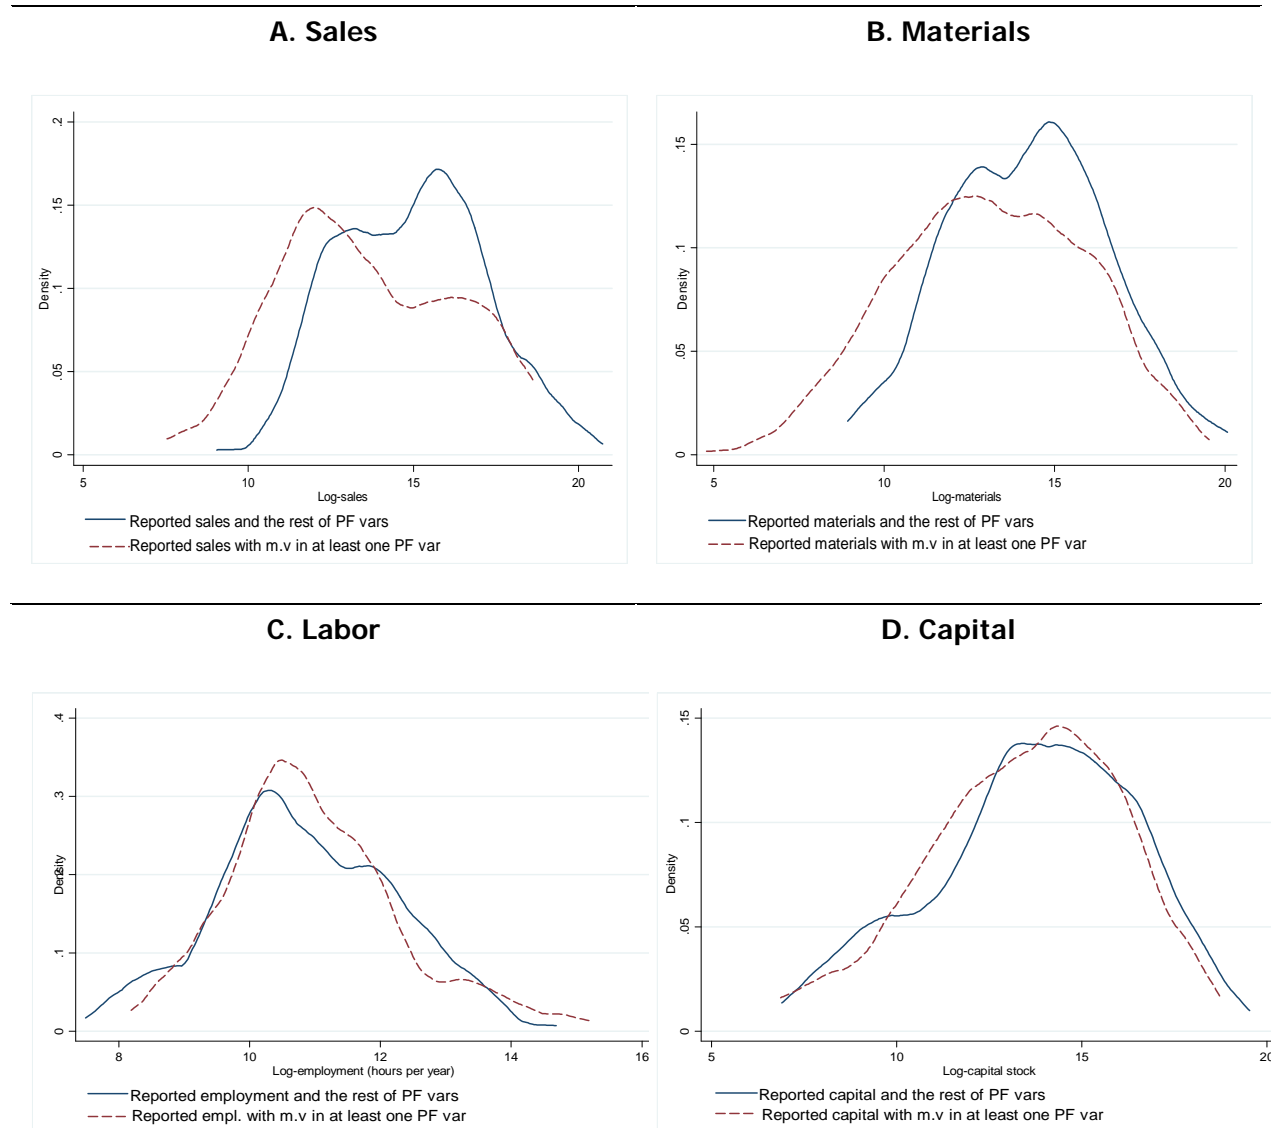 A. Sales
B. Materials
.2
.15
.1
.05
0
Density
5
10
15
20
Log-sales
Reported sales and the rest of PF vars
Reported sales with m.v in at least one PF var
.15
.1
.05
0
Density
5
10
15
20
Log-materials
Reported materials and the rest of PF vars
Reported materials with m.v in at least one PF var
C. Labor
D. Capital
.4
.3
.1
0
Density
8
10
12
14
16
Log-employment (hours per year)
Reported employment and the rest of PF vars
Reported empl. with m.v in at least one PF var
.15
.1
.05
0
Density
5
10
15
20
Log-capital stock
Reported capital and the rest of PF vars
Reported capital with m.v in at least one PF var